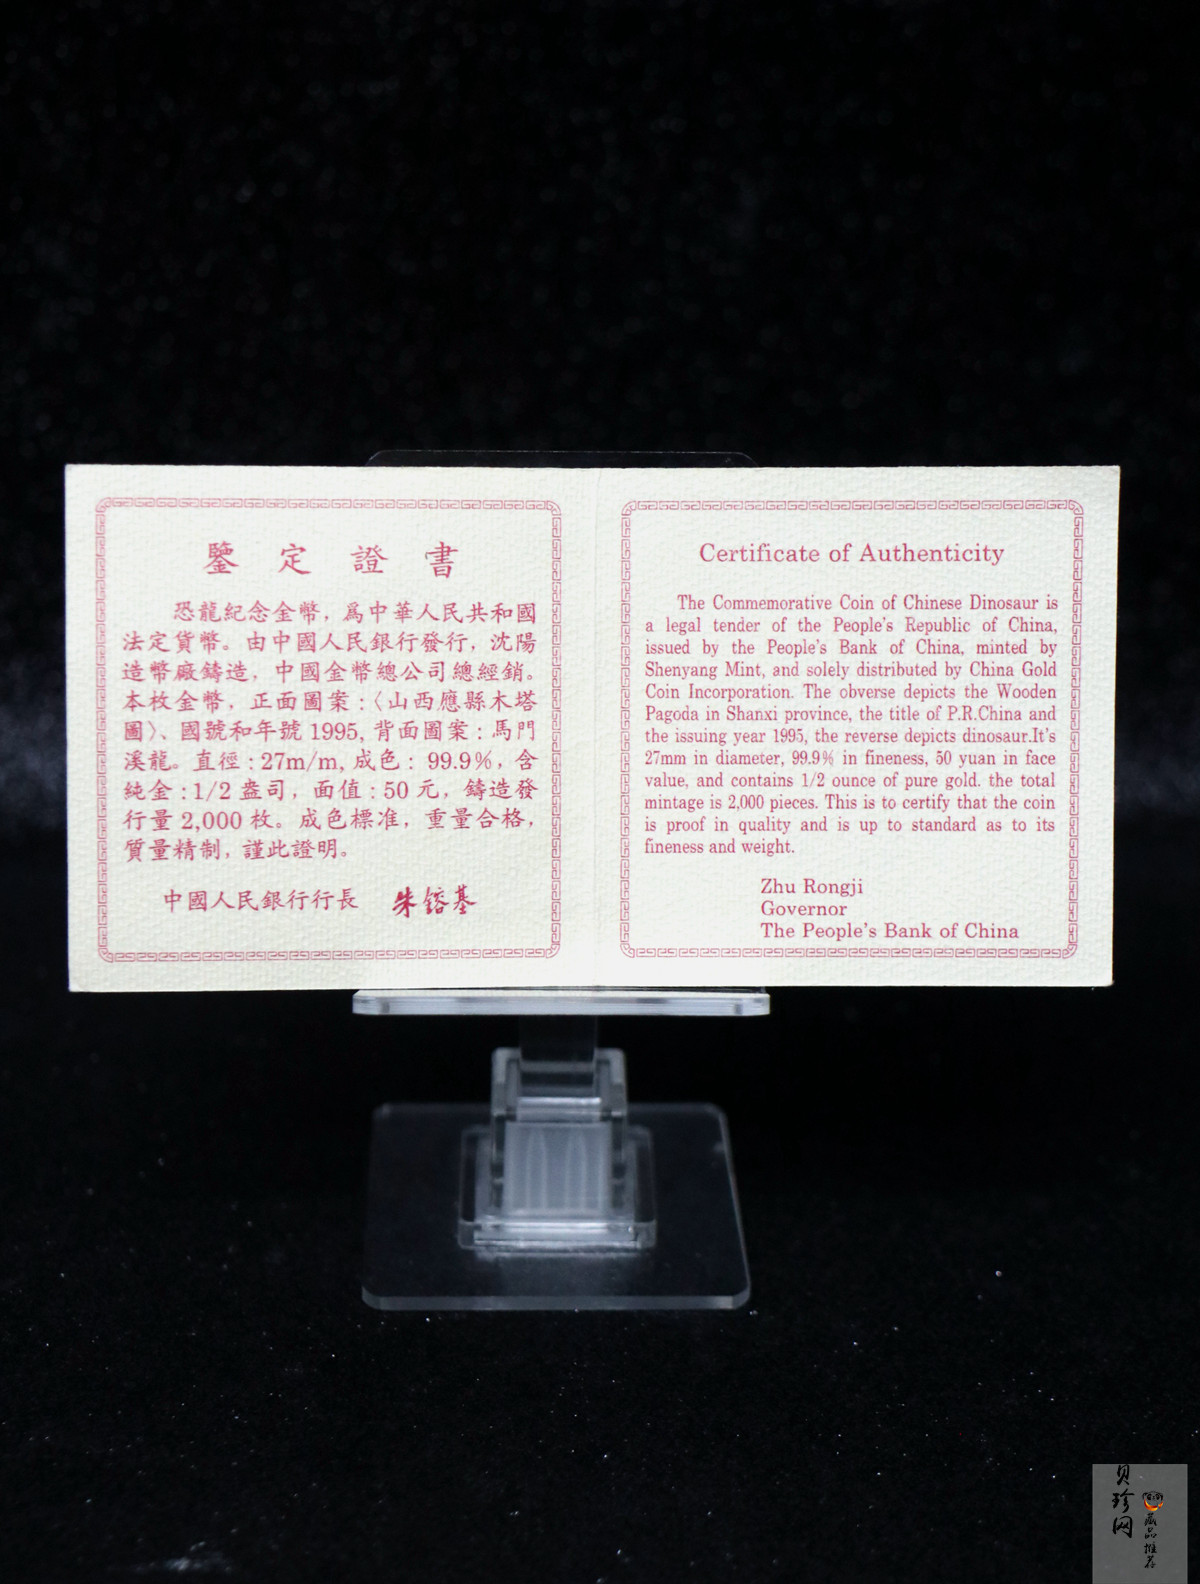 鑒定證書
恐龍紀念金幣，爲中華人民共和國
法定貨幣。由中國人民銀行發行，沈陽
造幣廠鑄造，中國金幣總公司總經銷。
本枚金幣，正面圖案：〈山西應縣木塔
圖〉、國號和年號1995，背面圖案：馬門
溪龍。直徑：27m/m，成色：99.9%，含
純金：1/2盎司，面值：50元，鑄造發
行量2,000枚。成色標准，重量合格，
質量精制，謹此證明。
中國人民銀行行長 朱鎔基
Certificate of Authenticity
The Commemorative Coin of Chinese Dinosaur is
a legal tender of the People's Republic of China,
issued by the People's Bank of China, minted by
Shenyang Mint, and solely distributed by China Gold
Coin Incorporation. The obverse depicts the Wooden
Pagoda in Shanxi province, the title of P.R.China and
the issuing year 1995, the reverse depicts dinosaur.It's
27mm in diameter, 99.9% in fineness, 50 yuan in face
value, and contains 1/2 ounce of pure gold. the total
mintage is 2,000 pieces. This is to certify that the coin
is proof in quality and is up to standard as to its
fineness and weight.
Zhu Rongji
Governor
The People's Bank of China
贝珍网
藏品推荐